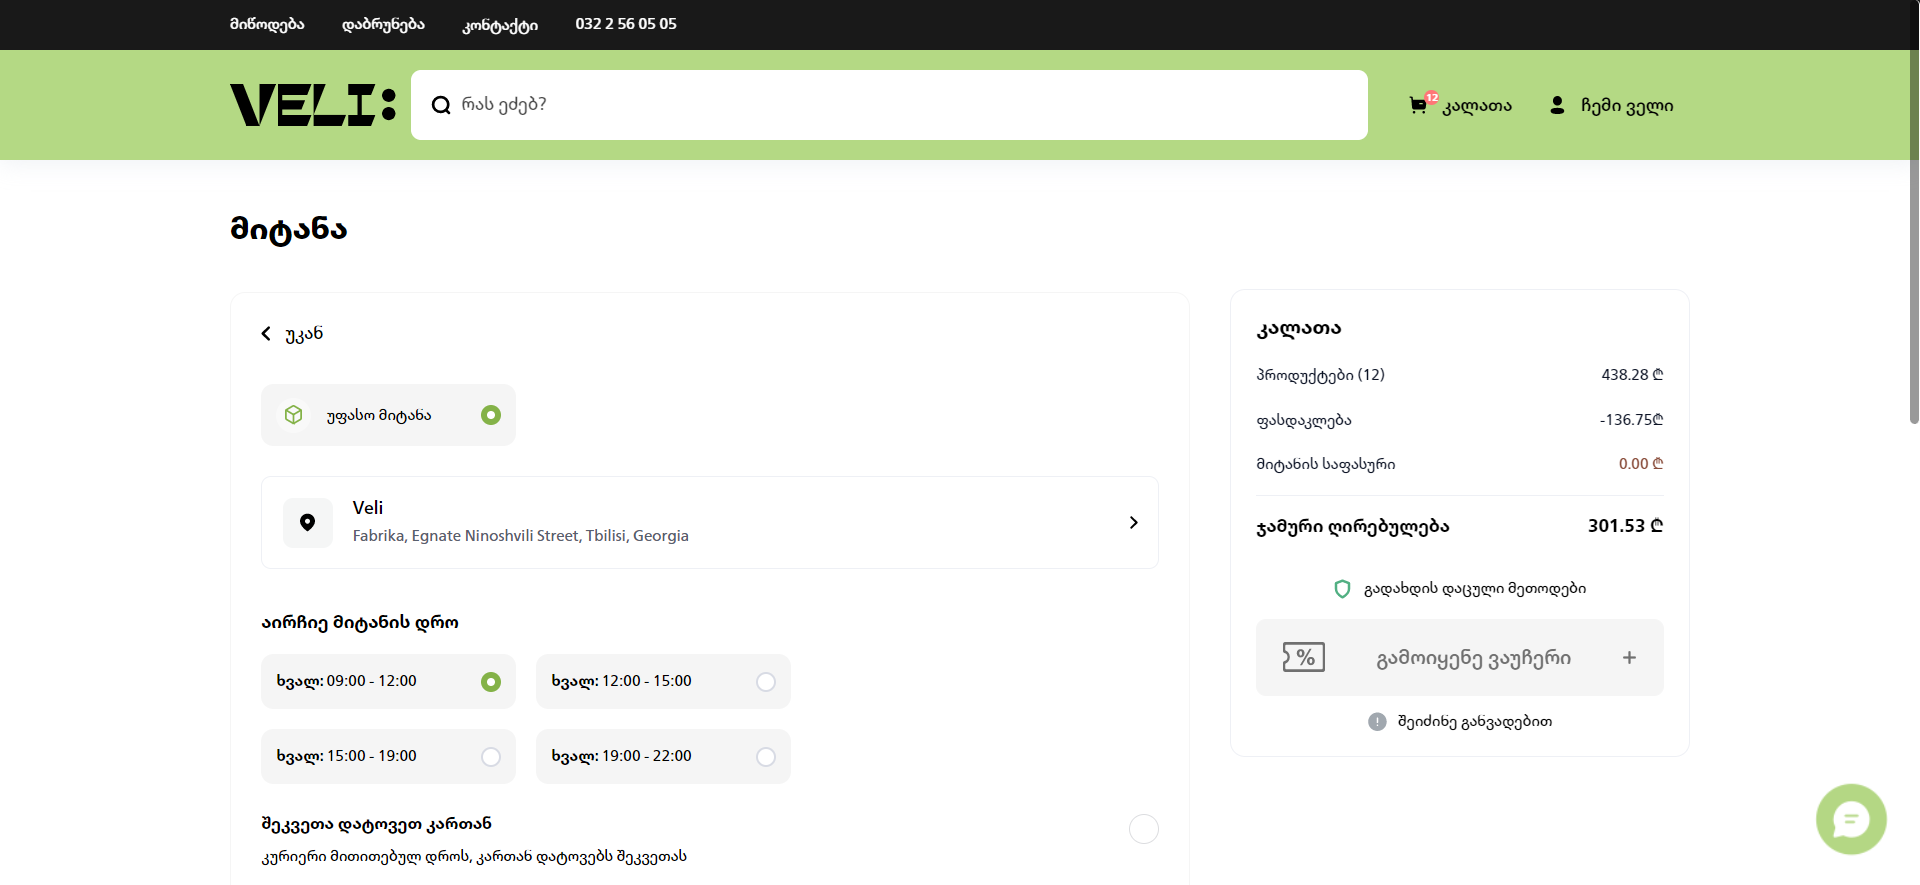 მიწოდება დაბრუნება კონტაქტი 032 2 56 05 05
VELI:
რას ეძებ?
12
კალათა
ჩემი ველი
მიტანა
უკან
უფასო მიტანა
Veli
Fabrika, Egnate Ninoshvili Street, Tbilisi, Georgia
აირჩიე მიტანის დრო
ხვალ: 09:00 - 12:00
ხვალ: 12:00 - 15:00
ხვალ: 15:00 - 19:00
ხვალ: 19:00 - 22:00
შეკვეთა დატოვეთ კართან
კურიერი მითითებულ დროს, კართან დატოვებს შეკვეთას
კალათა
პროდუქტები (12) 438.28 ₾
ფასდაკლება -136.75₾
მიტანის საფასური 0.00 ₾
ჯამური ღირებულება 301.53 ₾
გადახდის დაცული მეთოდები
% გამოიყენე ვაუჩერი +
შეიძინე განვადებით